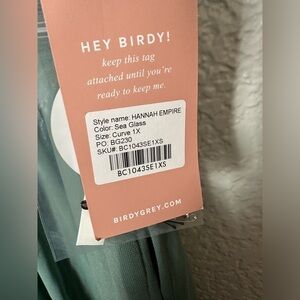 HEY BIRDY!
keep this tag
attached until you're
ready to keep me.
Style name: HANNAH EMPIRE
Color: Sea Glass
Size: Curve 1X
PO: BG230
SKU#: BC1043SE1XS
BC1043SE1XS
BIRDYGREY.COM